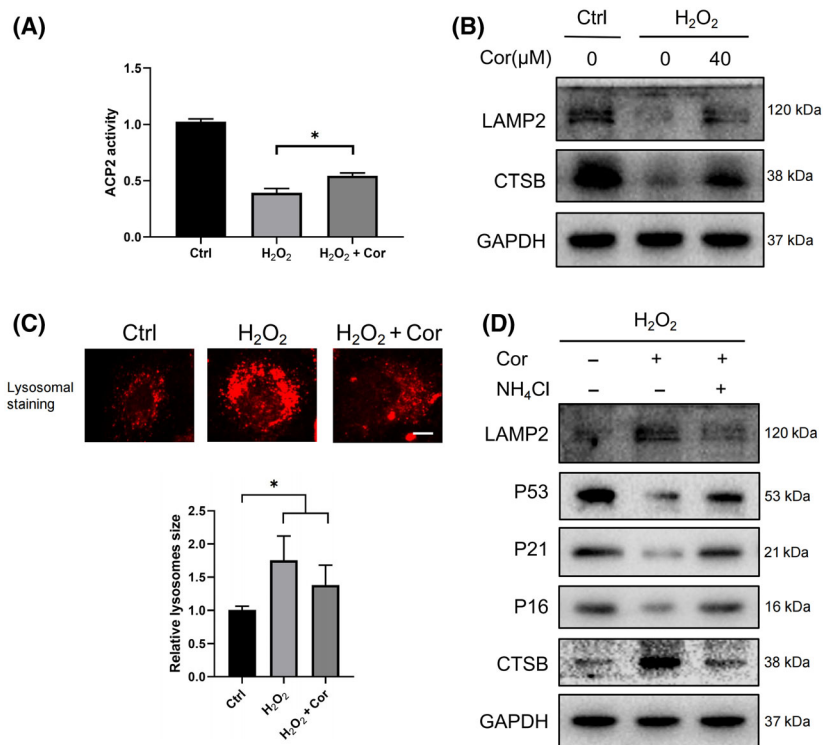 (A)
1.5
1.0
0.5
0.0
ACP2 activity
*
Ctrl H₂O₂ H₂O₂ + Cor
(B)
Ctrl H₂O₂
Cor(μM) 0 0 40
LAMP2 120 kDa
CTSB 38 kDa
GAPDH 37 kDa
(C)
Ctrl H₂O₂ H₂O₂ + Cor
Lysosomal
staining
*
2.5
2.0
1.5
1.0
0.5
0.0
Relative lysosomes size
Ctrl H₂O₂ H₂O₂ + Cor
(D)
H₂O₂
Cor – + +
NH₄Cl – – +
LAMP2 120 kDa
P53 53 kDa
P21 21 kDa
P16 16 kDa
CTSB 38 kDa
GAPDH 37 kDa